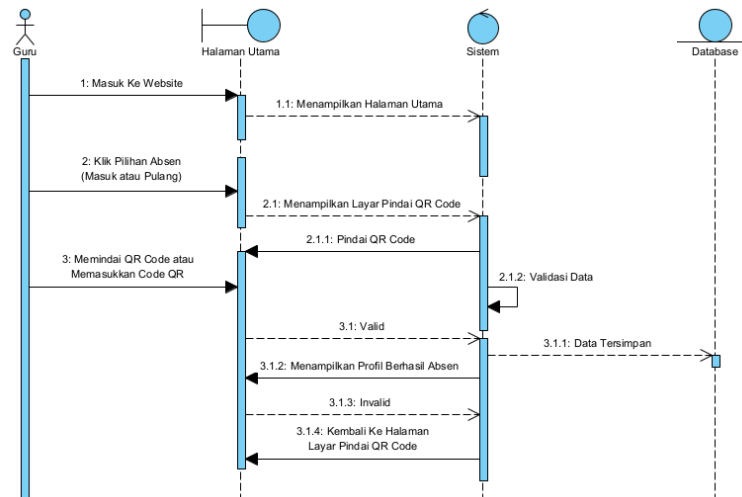 Guru
Halaman Utama
Sistem
Database
1: Masuk Ke Website
1.1: Menampilkan Halaman Utama
2: Klik Pilihan Absen
(Masuk atau Pulang)
2.1: Menampilkan Layar Pindai QR Code
2.1.1: Pindai QR Code
3: Memindai QR Code atau
Memasukkan Code QR
2.1.2: Validasi Data
3.1: Valid
3.1.1: Data Tersimpan
3.1.2: Menampilkan Profil Berhasil Absen
3.1.3: Invalid
3.1.4: Kembali Ke Halaman
Layar Pindai QR Code